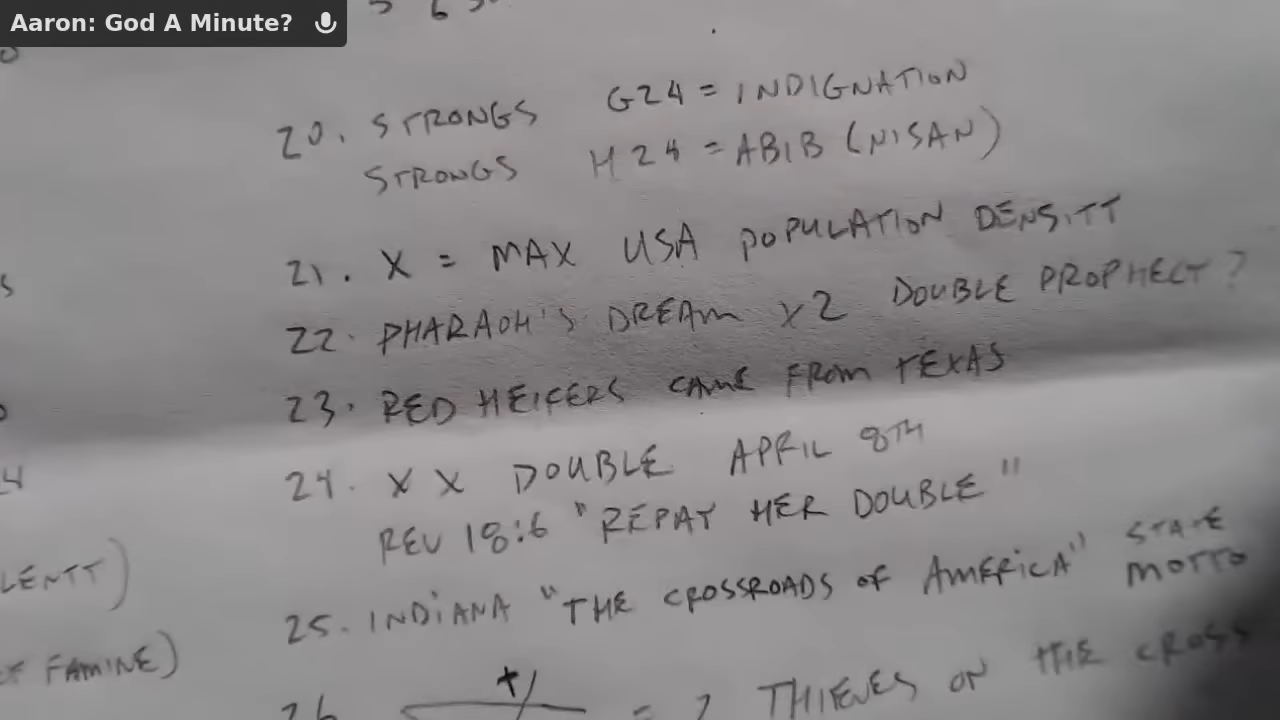 Aaron: God A Minute?
20. STRONGS G24 = INDIGNATION
STRONGS H24 = ABIB (NISAN)
21. X = MAX USA POPULATION DENSITY
22. PHARAOH'S DREAM X2 DOUBLE PROPHECY?
23. RED HEIFERS CAME FROM TEXAS
24. X X DOUBLE APRIL 8TH
REV 18:6 "REPAY HER DOUBLE"
25. INDIANA "THE CROSSROADS OF AMERICA" STATE MOTTO
FAMINE)
26. = 2 THIEVES ON THE CROSS